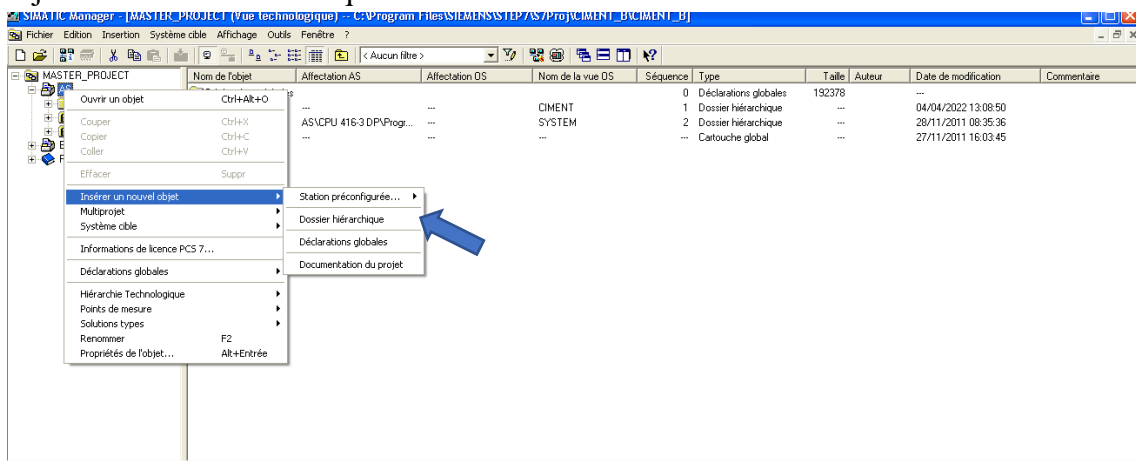 SIMATIC Manager - [MASTER_PROJECT (Vue technologique) -- C:\Program Files\SIEMENS\STEP7\S7Proj\CIMENT_B\CIMENT_B]
Fichier Edition Insertion Système cible Affichage Outils Fenêtre ?
< Aucun filtre >
MASTER_PROJECT Nom de l'objet Affectation AS Affectation OS Nom de la vue OS Séquence Type Taille Auteur Date de modification Commentaire
AS 0 Déclarations globales 192378 ---
Ouvrir un objet Ctrl+Alt+O --- --- CIMENT 1 Dossier hiérarchique --- 04/04/2022 13:08:50
Couper Ctrl+X AS\CPU 416-3 DP\Progr... --- SYSTEM 2 Dossier hiérarchique --- 28/11/2011 08:35:36
Copier Ctrl+C --- --- --- --- Cartouche global --- 27/11/2011 16:03:45
Coller Ctrl+V
Effacer Suppr
Insérer un nouvel objet Station préconfigurée...
Multiprojet Dossier hiérarchique
Système cible
Déclarations globales
Informations de licence PCS 7...
Documentation du projet
Déclarations globales
Hiérarchie Technologique
Points de mesure
Solutions types
Renommer F2
Propriétés de l'objet... Alt+Entrée